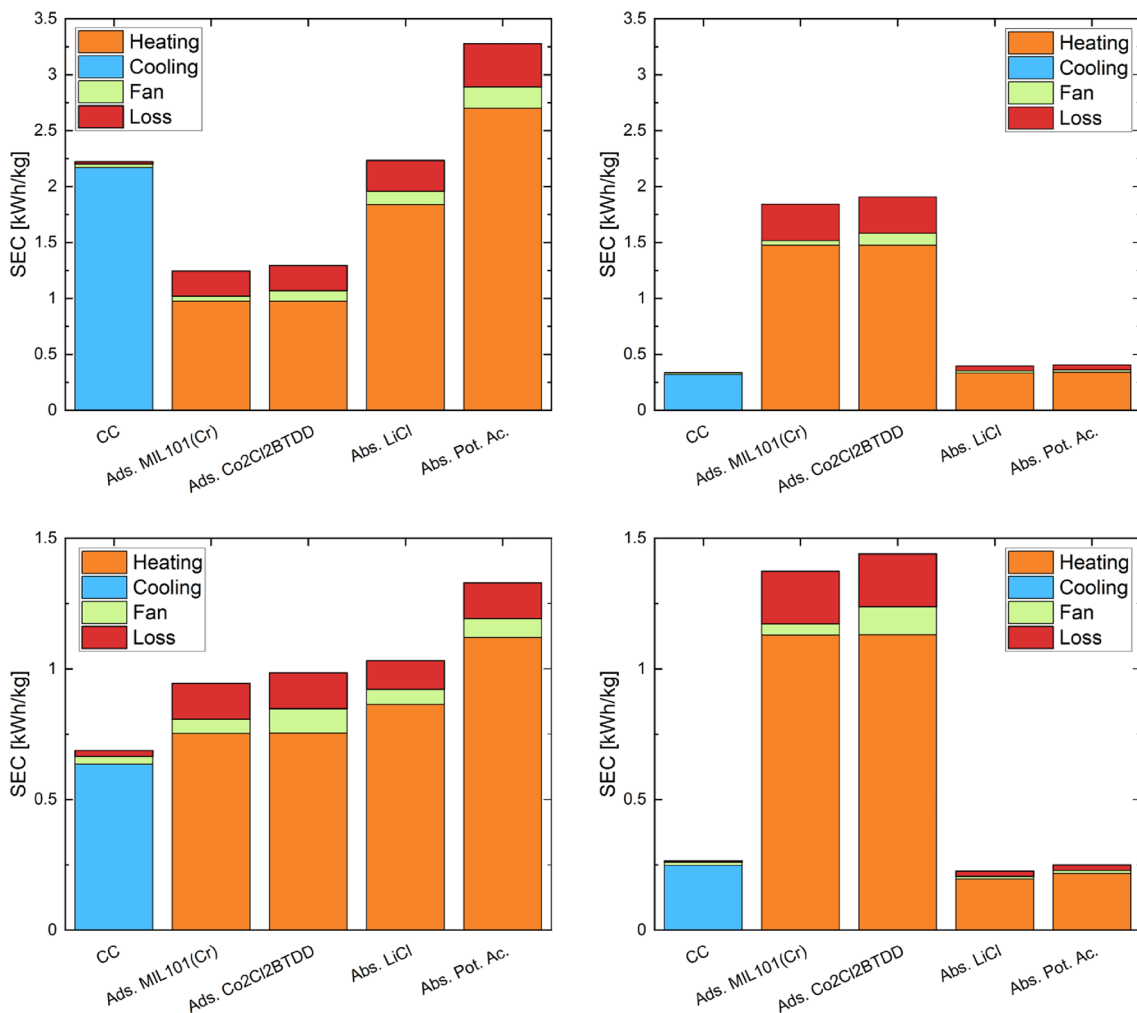 3.5
3
2.5
2
1.5
1
0.5
0
SEC [kWh/kg]
Heating
Cooling
Fan
Loss
CC
Ads. MIL101(Cr)
Ads. Co2Cl2BTDD
Abs. LiCl
Abs. Pot. Ac.
3.5
3
2.5
2
1.5
1
0.5
0
SEC [kWh/kg]
Heating
Cooling
Fan
Loss
CC
Ads. MIL101(Cr)
Ads. Co2Cl2BTDD
Abs. LiCl
Abs. Pot. Ac.
1.5
1
0.5
0
SEC [kWh/kg]
Heating
Cooling
Fan
Loss
CC
Ads. MIL101(Cr)
Ads. Co2Cl2BTDD
Abs. LiCl
Abs. Pot. Ac.
1.5
1
0.5
0
SEC [kWh/kg]
Heating
Cooling
Fan
Loss
CC
Ads. MIL101(Cr)
Ads. Co2Cl2BTDD
Abs. LiCl
Abs. Pot. Ac.